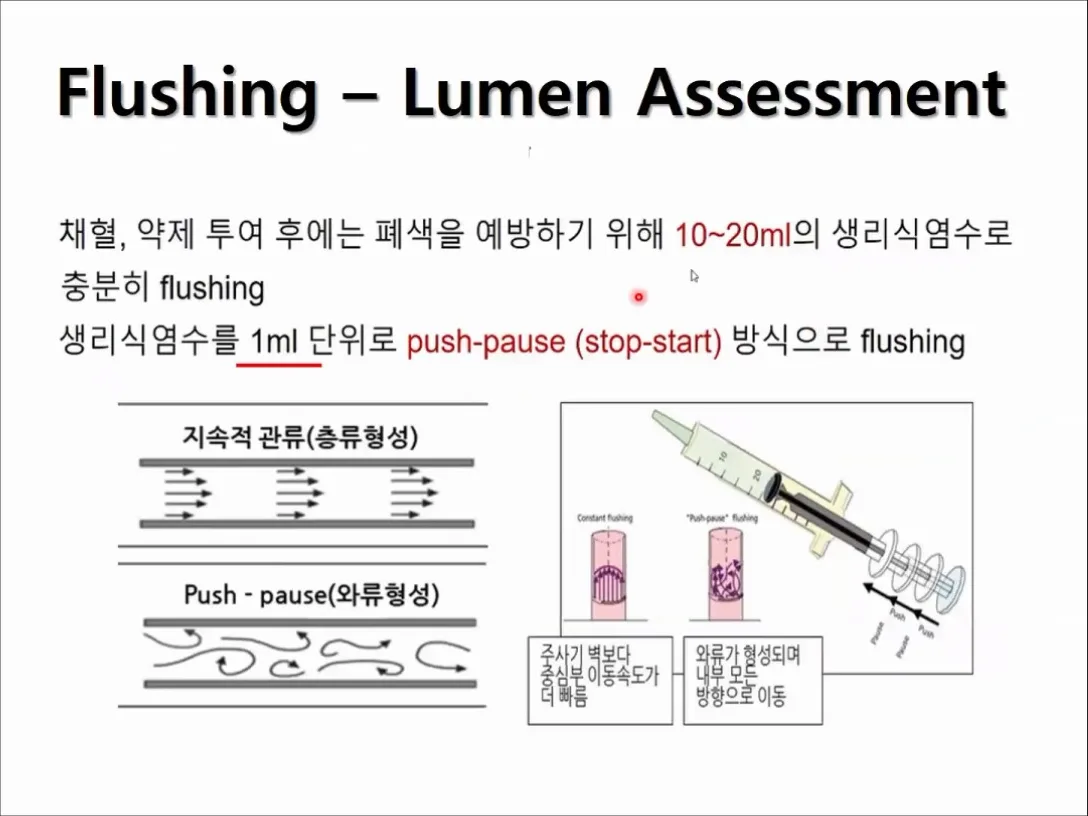 Flushing – Lumen Assessment
채혈, 약제 투여 후에는 폐색을 예방하기 위해 10~20ml의 생리식염수로
충분히 flushing
생리식염수를 1ml 단위로 push-pause (stop-start) 방식으로 flushing
지속적 관류(층류형성)
Push - pause(와류형성)
10
20
Constant flushing
"Push-pause" flushing
Push
Push
Pause
Pause
주사기 벽보다
중심부 이동속도가
더 빠름
와류가 형성되며
내부 모든
방향으로 이동